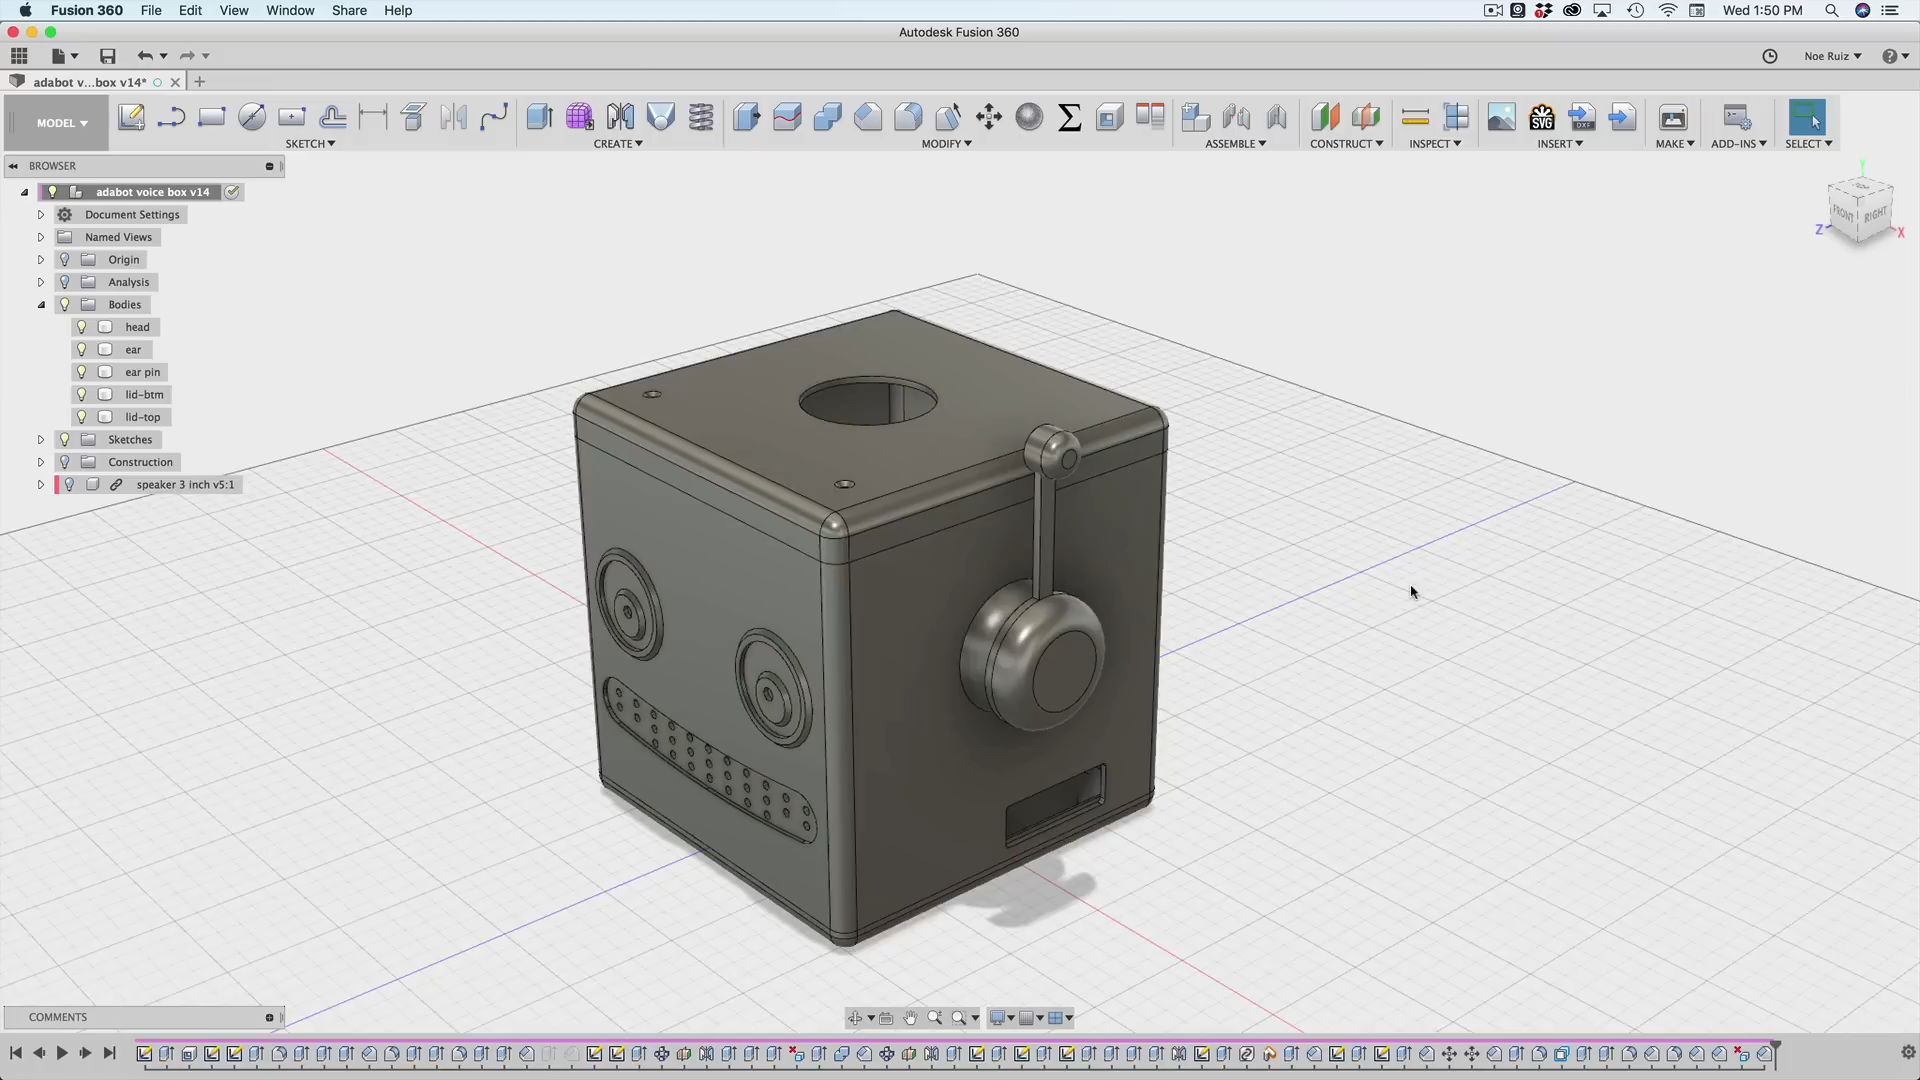 Fusion 360 File Edit View Window Share Help Wed 1:50 PM
Autodesk Fusion 360
Noe Ruiz
adabot v...box v14*
MODEL
SKETCH CREATE MODIFY ASSEMBLE CONSTRUCT INSPECT INSERT MAKE ADD-INS SELECT
SVG
DXF
BROWSER
adabot voice box v14
Document Settings
Named Views
Origin
Analysis
Bodies
head
ear
ear pin
lid-btm
lid-top
Sketches
Construction
speaker 3 inch v5:1
FRONT RIGHT
Z X
COMMENTS